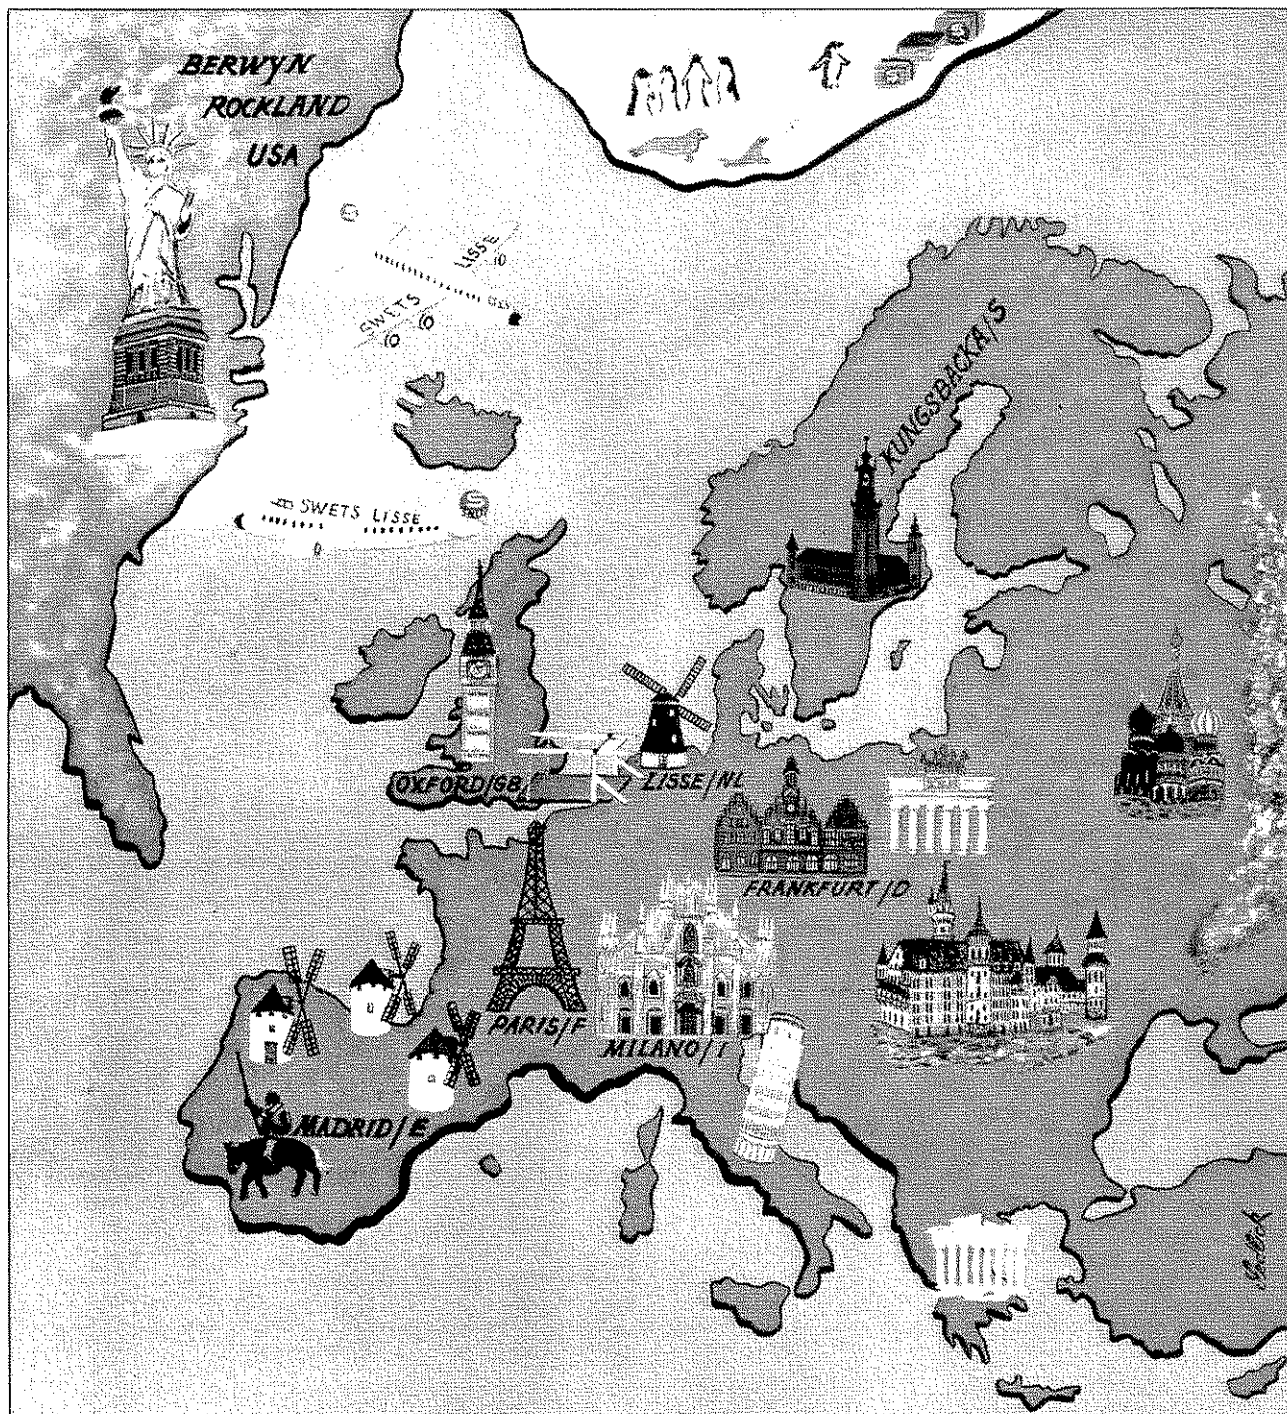 BERWYN
ROCKLAND
USA
LISSE
SWETS
KUNGSBACKA/S
SWETS LISSE
OXFORD/GB
LISSE/NL
FRANKFURT/D
PARIS/F
MILANO/I
MADRID/E